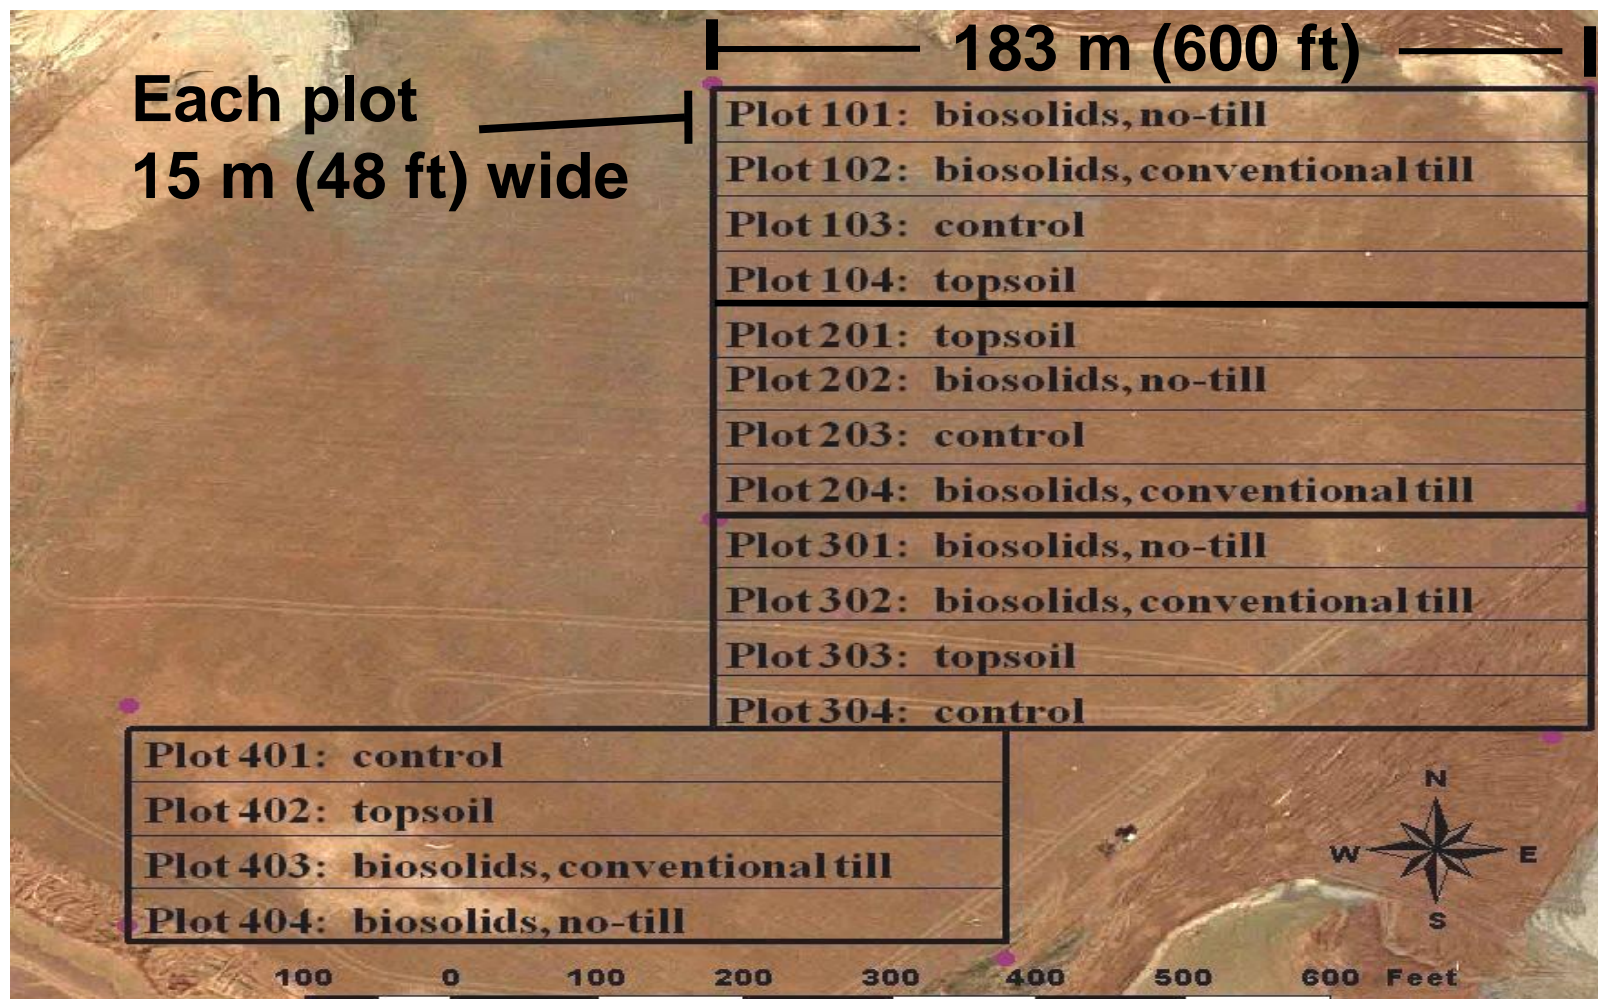 183 m (600 ft)
Each plot
15 m (48 ft) wide
Plot 101: biosolids, no-till
Plot 102: biosolids, conventional till
Plot 103: control
Plot 104: topsoil
Plot 201: topsoil
Plot 202: biosolids, no-till
Plot 203: control
Plot 204: biosolids, conventional till
Plot 301: biosolids, no-till
Plot 302: biosolids, conventional till
Plot 303: topsoil
Plot 304: control
Plot 401: control
Plot 402: topsoil
Plot 403: biosolids, conventional till
Plot 404: biosolids, no-till
N
W E
S
100 0 100 200 300 400 500 600 Feet